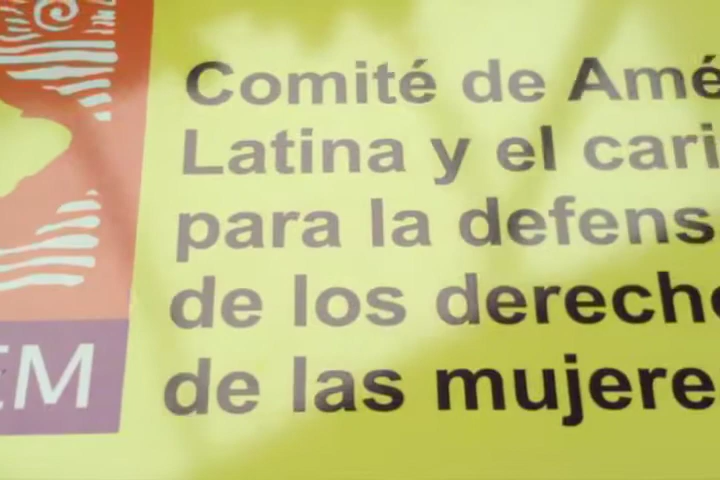 Comité de Amé
Latina y el cari
para la defens
de los derech
de las mujere
EM